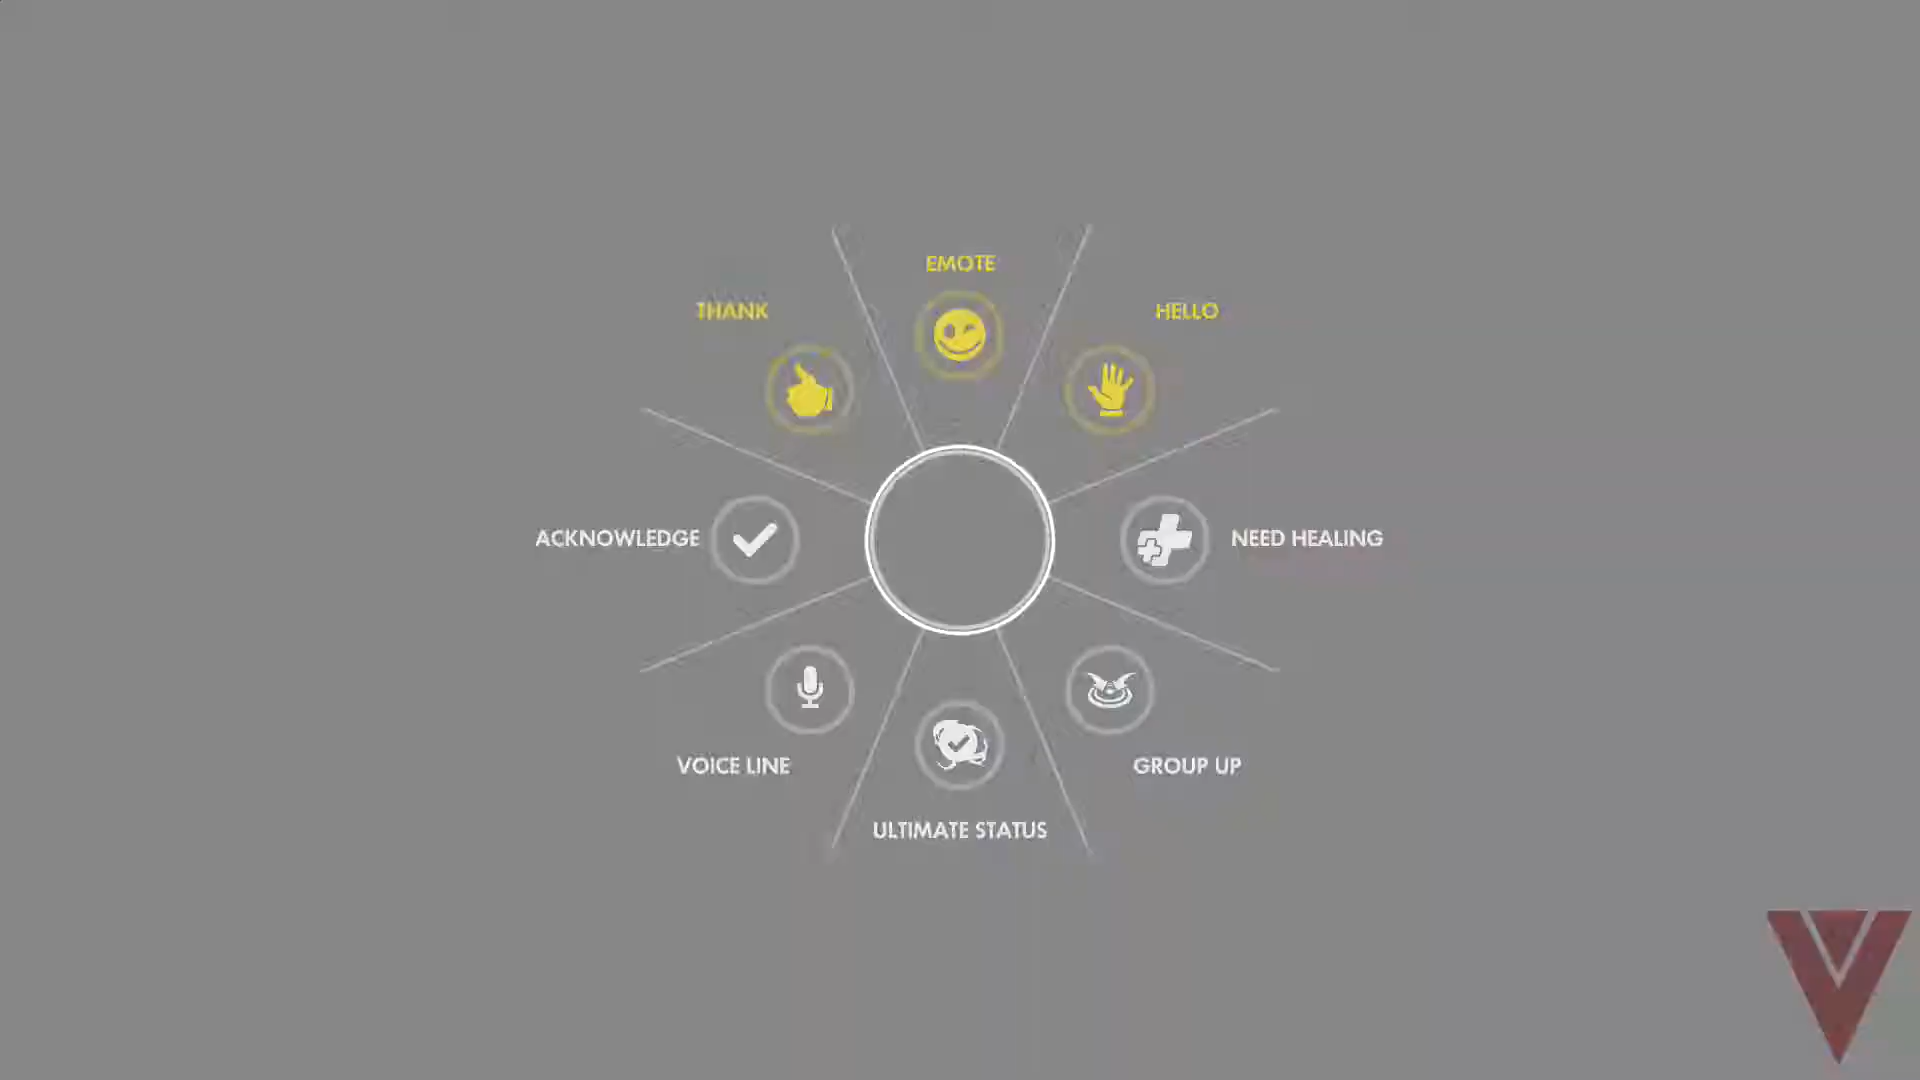 EMOTE
THANK
HELLO
ACKNOWLEDGE
NEED HEALING
VOICE LINE
GROUP UP
ULTIMATE STATUS